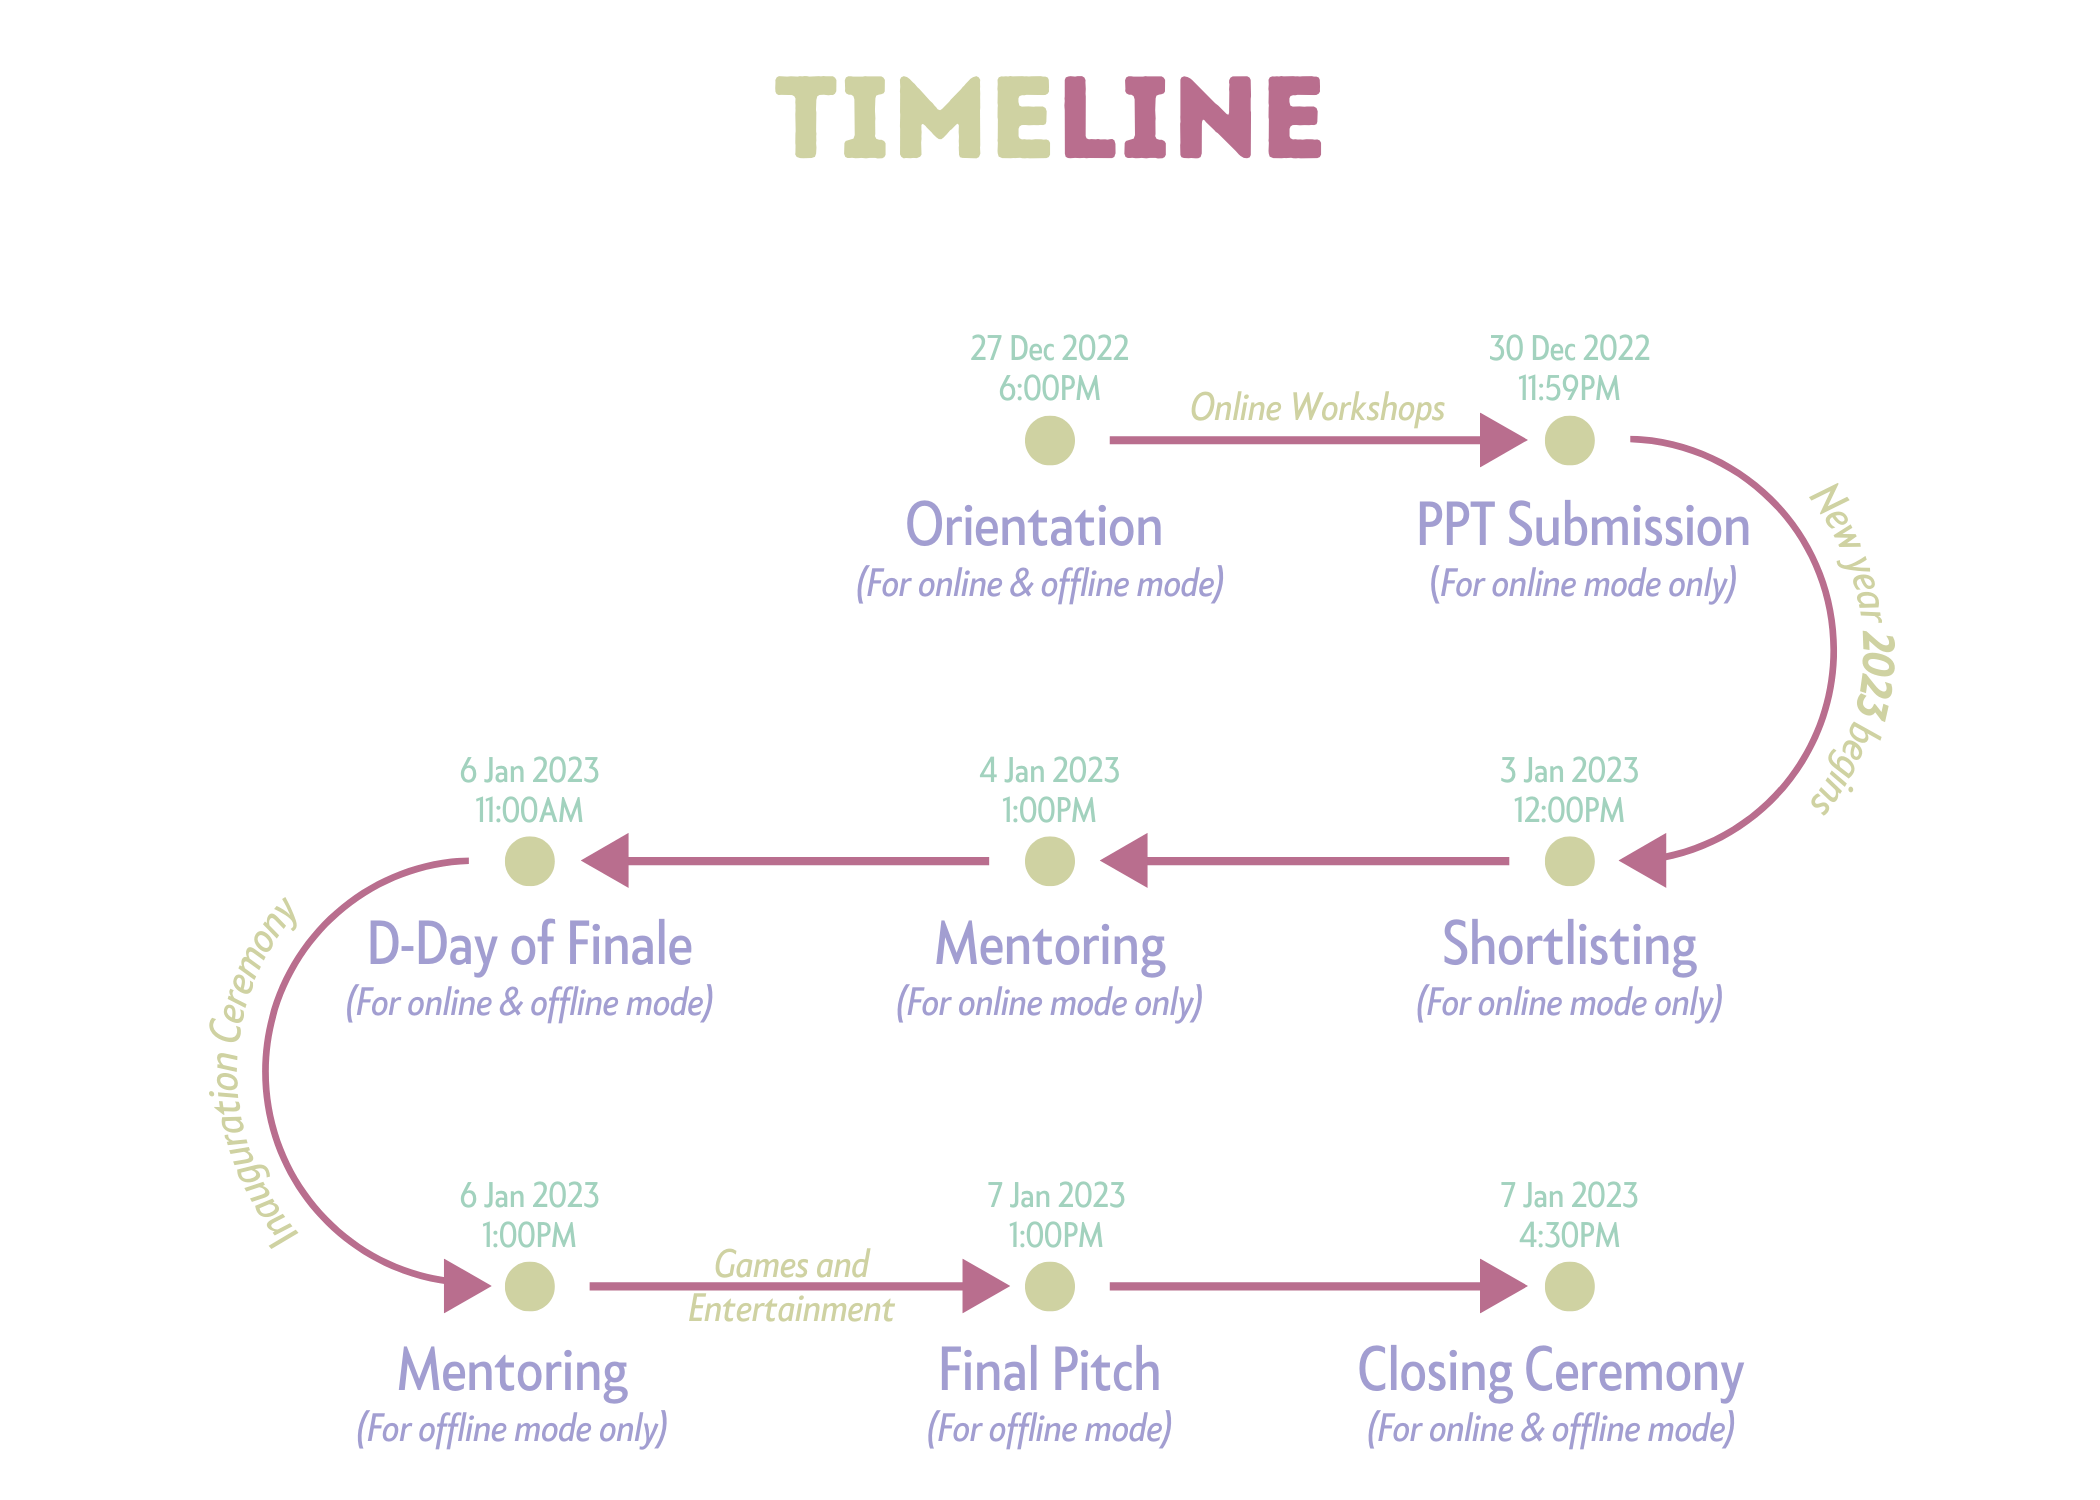 TIMELINE
27 Dec 2022
6:00PM
Online Workshops
30 Dec 2022
11:59PM
Orientation
(For online & offline mode)
PPT Submission
(For online mode only)
New year 2023 begins
3 Jan 2023
12:00PM
Shortlisting
(For online mode only)
4 Jan 2023
1:00PM
Mentoring
(For online mode only)
6 Jan 2023
11:00AM
D-Day of Finale
(For online & offline mode)
Inauguration Ceremony
6 Jan 2023
1:00PM
Mentoring
(For offline mode only)
Games and
Entertainment
7 Jan 2023
1:00PM
Final Pitch
(For offline mode)
7 Jan 2023
4:30PM
Closing Ceremony
(For online & offline mode)